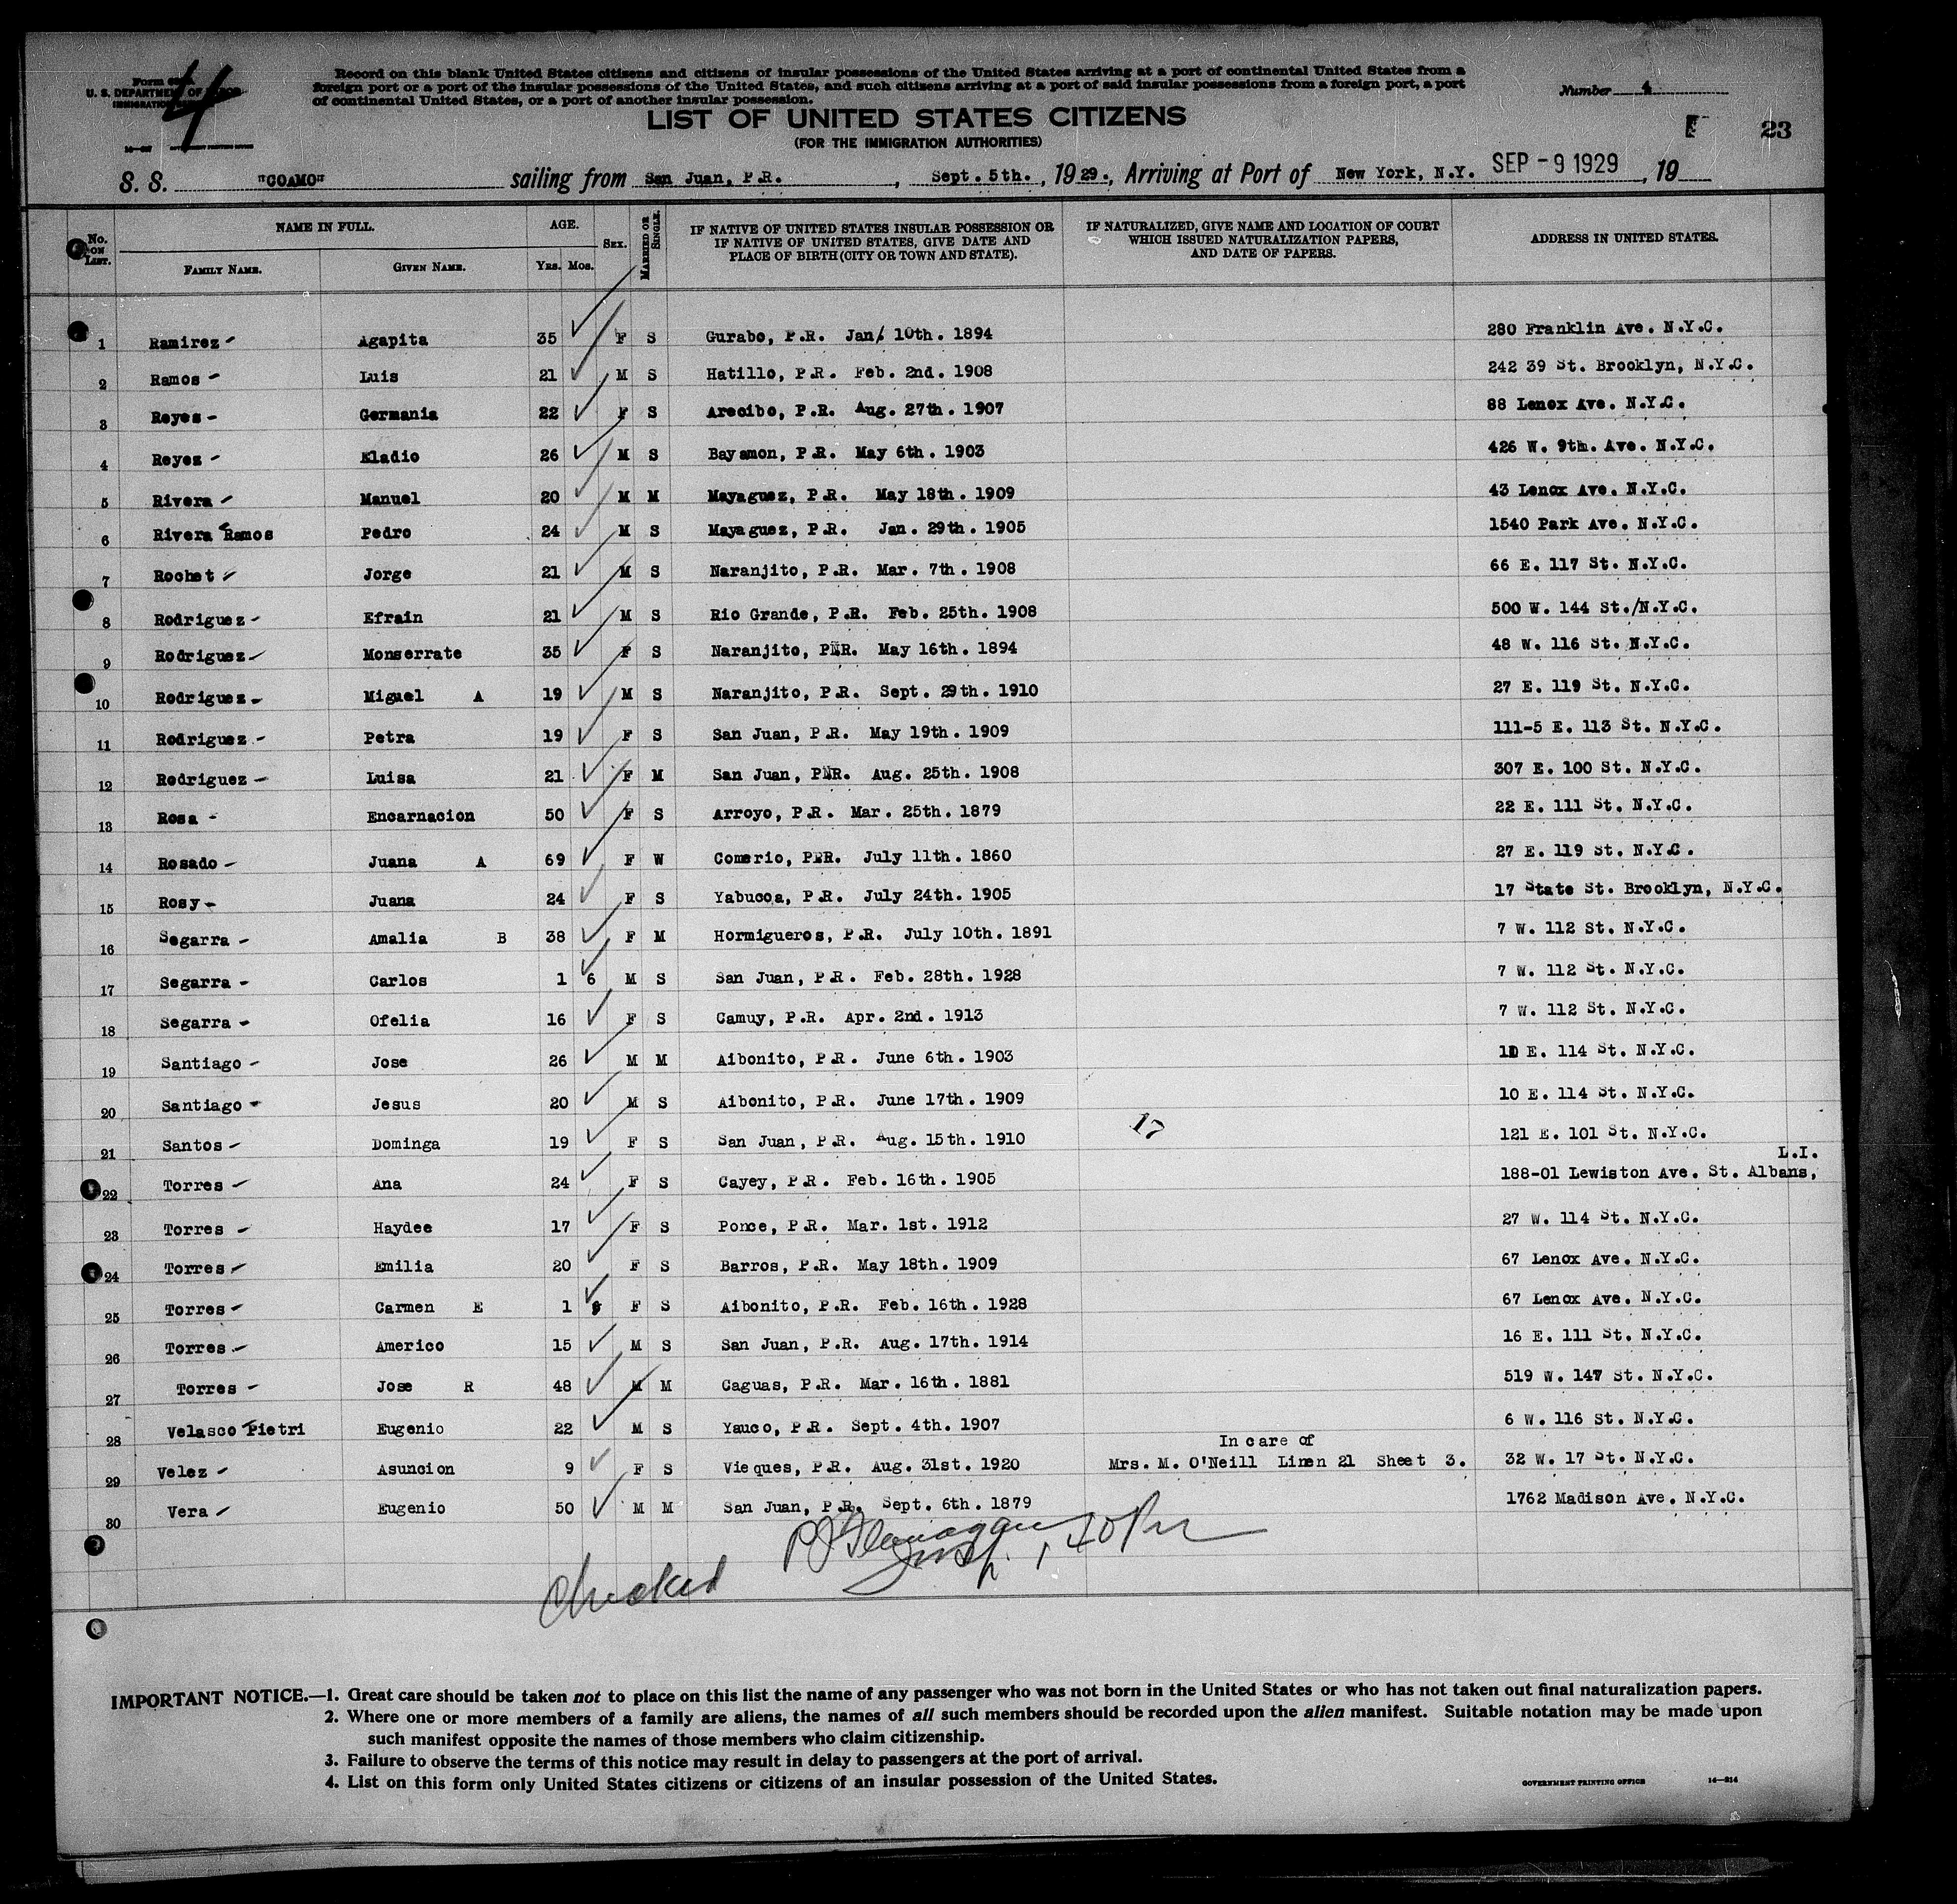 Form
U. S. DEPARTMENT OF LABOR
IMMIGRATION
4
Record on this blank United States citizens and citizens of insular possessions of the United States arriving at a port of continental United States from a
foreign port or a port of the insular possessions of the United States, and such citizens arriving at a port of said insular possessions from a foreign port, a port
of continental United States, or a port of another insular possession.
Number 4
LIST OF UNITED STATES CITIZENS
(FOR THE IMMIGRATION AUTHORITIES)
23
S. S. "COAMO" sailing from San Juan, P.R. , Sept. 5th. , 19 29. , Arriving at Port of New York, N.Y. SEP - 9 1929 , 19
No. ON LIST. NAME IN FULL. FAMILY NAME. GIVEN NAME. AGE. YRS. MOS. SEX. MARRIED OR SINGLE. IF NATIVE OF UNITED STATES INSULAR POSSESSION OR IF NATIVE OF UNITED STATES, GIVE DATE AND PLACE OF BIRTH (CITY OR TOWN AND STATE). IF NATURALIZED, GIVE NAME AND LOCATION OF COURT WHICH ISSUED NATURALIZATION PAPERS, AND DATE OF PAPERS. ADDRESS IN UNITED STATES.
1 Ramirez Agapita 35 F S Gurabo, P.R. Jan/ 10th. 1894 280 Franklin Ave. N.Y.C.
2 Ramos Luis 21 M S Hatillo, P.R. Feb. 2nd. 1908 242 39 St. Brooklyn, N.Y.C.
3 Reyes Germania 22 F S Arecibo, P.R. Aug. 27th. 1907 88 Lenox Ave. N.Y.C.
4 Reyes Eladio 26 M S Bayamon, P.R. May 6th. 1903 426 W. 9th. Ave. N.Y.C.
5 Rivera Manuel 20 M M Mayaguez, P.R. May 18th. 1909 43 Lenox Ave. N.Y.C.
6 Rivera Ramos Pedro 24 M S Mayaguez, P.R. Jan. 29th. 1905 1540 Park Ave. N.Y.C.
7 Rochet Jorge 21 M S Naranjito, P.R. Mar. 7th. 1908 66 E. 117 St. N.Y.C.
8 Rodriguez Efrain 21 M S Rio Grande, P.R. Feb. 25th. 1908 500 W. 144 St./N.Y.C.
9 Rodriguez Monserrate 35 F S Naranjito, P.R. May 16th. 1894 48 W. 116 St. N.Y.C.
10 Rodriguez Miguel A 19 M S Naranjito, P.R. Sept. 29th. 1910 27 E. 119 St. N.Y.C.
11 Rodriguez Petra 19 F S San Juan, P.R. May 19th. 1909 111-5 E. 113 St. N.Y.C.
12 Rodriguez Luisa 21 F M San Juan, P.R. Aug. 25th. 1908 307 E. 100 St. N.Y.C.
13 Rosa Encarnacion 50 F S Arroyo, P.R. Mar. 25th. 1879 22 E. 111 St. N.Y.C.
14 Rosado Juana A 69 F W Comerio, P.R. July 11th. 1860 27 E. 119 St. N.Y.C.
15 Rosy Juana 24 F S Yabucoa, P.R. July 24th. 1905 17 State St. Brooklyn, N.Y.C.
16 Segarra Amalia B 38 F M Hormigueros, P.R. July 10th. 1891 7 W. 112 St. N.Y.C.
17 Segarra Carlos 1 6 M S San Juan, P.R. Feb. 28th. 1928 7 W. 112 St. N.Y.C.
18 Segarra Ofelia 16 F S Camuy, P.R. Apr. 2nd. 1913 7 W. 112 St. N.Y.C.
19 Santiago Jose 26 M M Aibonito, P.R. June 6th. 1903 10 E. 114 St. N.Y.C.
20 Santiago Jesus 20 M S Aibonito, P.R. June 17th. 1909 10 E. 114 St. N.Y.C.
17
21 Santos Dominga 19 F S San Juan, P.R. Aug. 15th. 1910 121 E. 101 St. N.Y.C.
L.I.
22 Torres Ana 24 F S Cayey, P.R. Feb. 16th. 1905 188-01 Lewiston Ave. St. Albans,
23 Torres Haydee 17 F S Ponce, P.R. Mar. 1st. 1912 27 W. 114 St. N.Y.C.
24 Torres Emilia 20 F S Barros, P.R. May 18th. 1909 67 Lenox Ave. N.Y.C.
25 Torres Carmen E 1 F S Aibonito, P.R. Feb. 16th. 1928 67 Lenox Ave. N.Y.C.
26 Torres Americo 15 M S San Juan, P.R. Aug. 17th. 1914 16 E. 111 St. N.Y.C.
27 Torres Jose R 48 M M Caguas, P.R. Mar. 16th. 1881 519 W. 147 St. N.Y.C.
28 Velasco Pietri Eugenio 22 M S Yauco, P.R. Sept. 4th. 1907 6 W. 116 St. N.Y.C.
In care of
29 Velez Asuncion 9 F S Vieques, P.R. Aug. 31st. 1920 Mrs. M. O'Neill Linen 21 Sheet 3. 32 W. 17 St. N.Y.C.
30 Vera Eugenio 50 M M San Juan, P.R. Sept. 6th. 1879 1762 Madison Ave. N.Y.C.
P J Flanagan
Insp.
Checked
IMPORTANT NOTICE.—1. Great care should be taken not to place on this list the name of any passenger who was not born in the United States or who has not taken out final naturalization papers.
2. Where one or more members of a family are aliens, the names of all such members should be recorded upon the alien manifest. Suitable notation may be made upon
such manifest opposite the names of those members who claim citizenship.
3. Failure to observe the terms of this notice may result in delay to passengers at the port of arrival.
4. List on this form only United States citizens or citizens of an insular possession of the United States.
GOVERNMENT PRINTING OFFICE 14—214